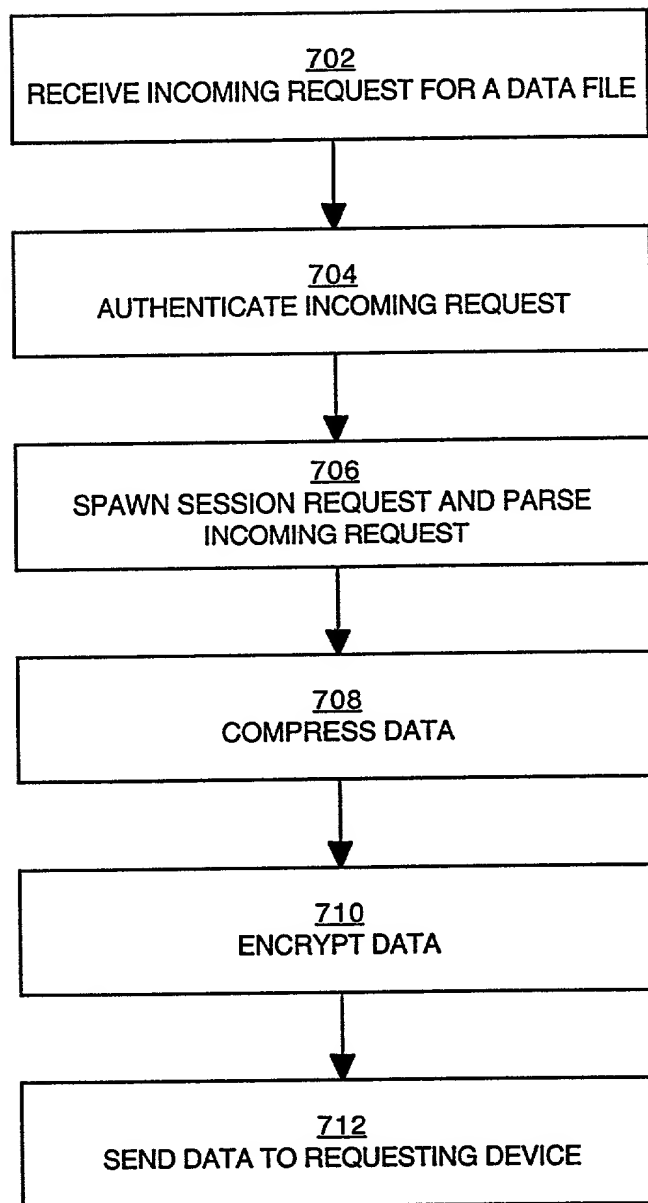 702
RECEIVE INCOMING REQUEST FOR A DATA FILE
704
AUTHENTICATE INCOMING REQUEST
706
SPAWN SESSION REQUEST AND PARSE
INCOMING REQUEST
708
COMPRESS DATA
710
ENCRYPT DATA
712
SEND DATA TO REQUESTING DEVICE